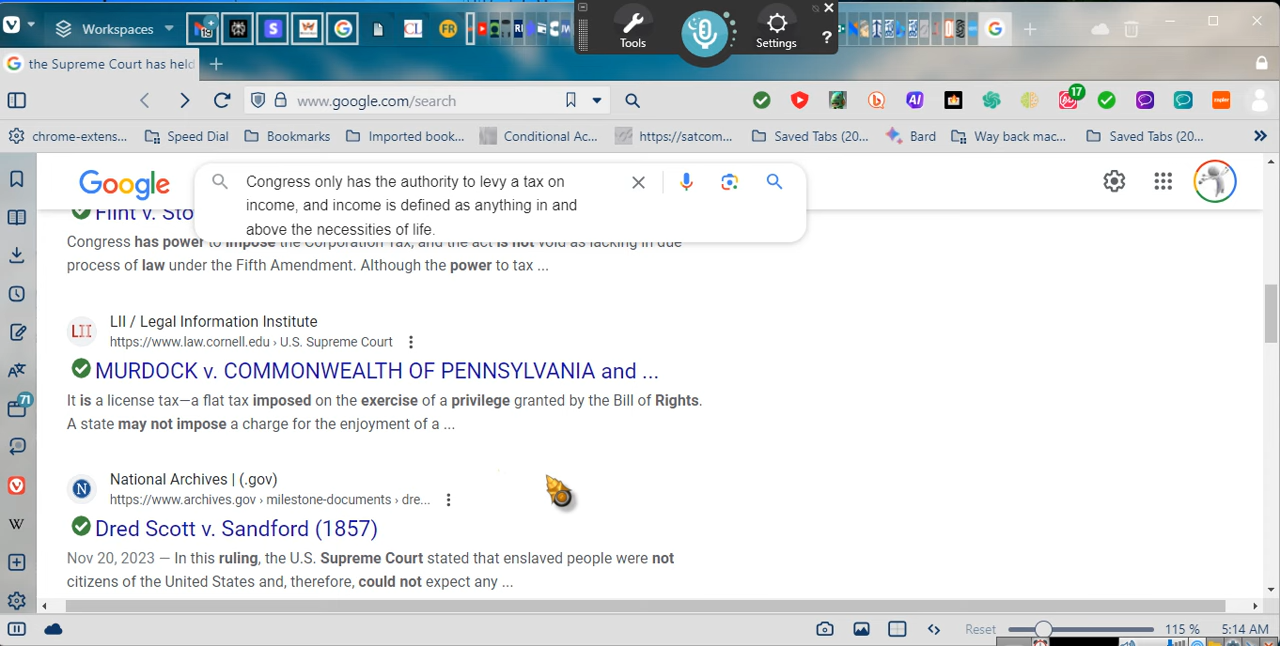 Tools
Settings
?
Workspaces
19
S
CL
FR
the Supreme Court has held
www.google.com/search
AI
17
chrome-extens...
Speed Dial
Bookmarks
Imported book...
Conditional Ac...
https://satcom...
Saved Tabs (20...
Bard
Way back mac...
Saved Tabs (20...
Google
Congress only has the authority to levy a tax on
income, and income is defined as anything in and
above the necessities of life.
Flint v. Sto
Congress has power to impose the Corporation Tax, and the act is not void as lacking in due
process of law under the Fifth Amendment. Although the power to tax ...
LII
LII / Legal Information Institute
https://www.law.cornell.edu › U.S. Supreme Court
MURDOCK v. COMMONWEALTH OF PENNSYLVANIA and ...
It is a license tax—a flat tax imposed on the exercise of a privilege granted by the Bill of Rights.
A state may not impose a charge for the enjoyment of a ...
N
National Archives | (.gov)
https://www.archives.gov › milestone-documents › dre...
Dred Scott v. Sandford (1857)
Nov 20, 2023 — In this ruling, the U.S. Supreme Court stated that enslaved people were not
citizens of the United States and, therefore, could not expect any ...
71
W
Reset
115 %
5:14 AM